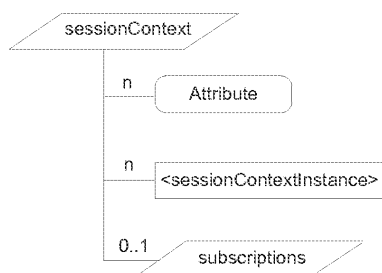 sessionContext
n
Attribute
n
<sessionContextInstance>
0..1
subscriptions